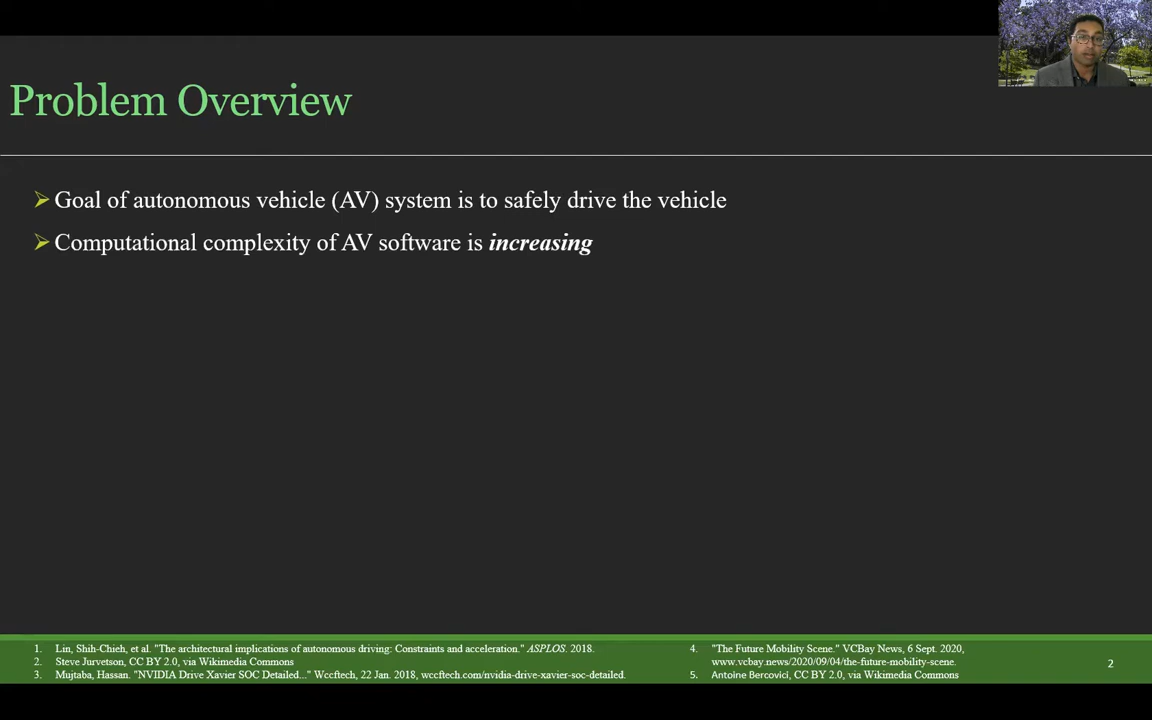 Problem Overview
Goal of autonomous vehicle (AV) system is to safely drive the vehicle
Computational complexity of AV software is increasing
1. Lin, Shih-Chieh, et al. "The architectural implications of autonomous driving: Constraints and acceleration." ASPLOS. 2018.
2. Steve Jurvetson, CC BY 2.0, via Wikimedia Commons
3. Mujtaba, Hassan. "NVIDIA Drive Xavier SOC Detailed..." Wccftech, 22 Jan. 2018, wccftech.com/nvidia-drive-xavier-soc-detailed.
4. "The Future Mobility Scene." VCBay News, 6 Sept. 2020,
www.vcbay.news/2020/09/04/the-future-mobility-scene.
5. Antoine Bercovici, CC BY 2.0, via Wikimedia Commons
2